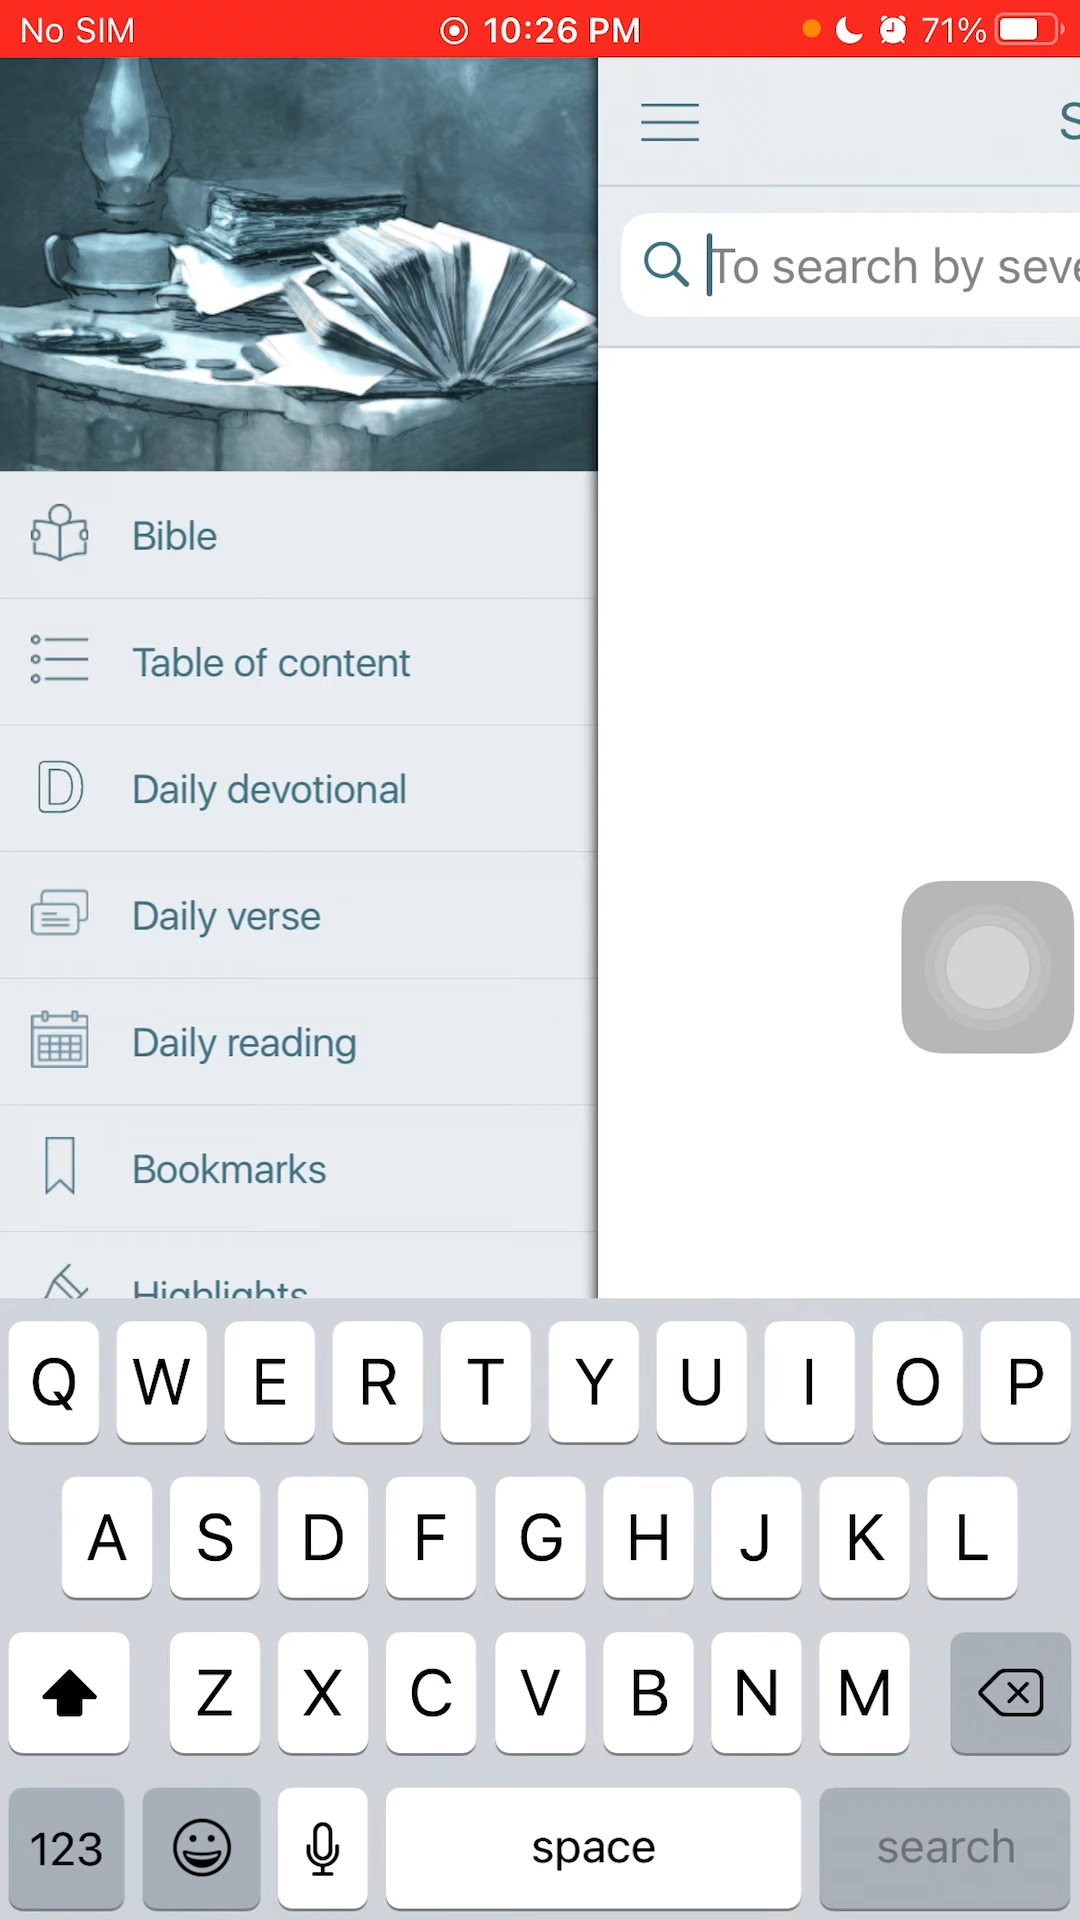 No SIM 10:26 PM 71%
S
To search by seve
Bible
Table of content
D Daily devotional
Daily verse
Daily reading
Bookmarks
Highlights
Q W E R T Y U I O P
A S D F G H J K L
Z X C V B N M
123 space search